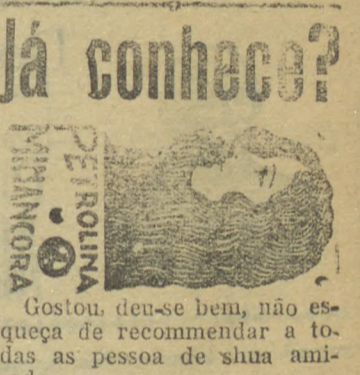 Já conhece?
PETROLINA
MINANCORA
Gostou, deu-se bem, não es-
queça de recommendar a to-
das as pessoa de shua ami-